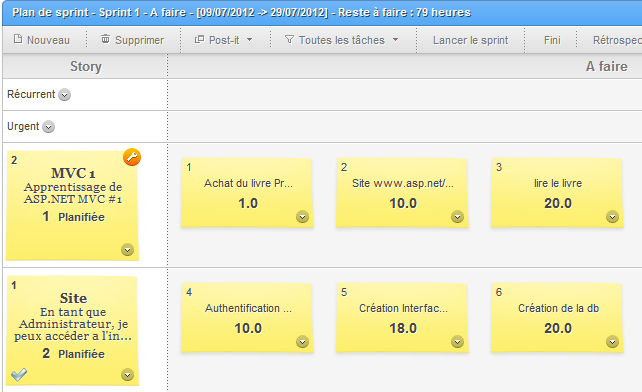 Plan de sprint - Sprint 1 - A faire - [09/07/2012 -> 29/07/2012] - Reste à faire : 79 heures
Nouveau Supprimer Post-it Toutes les tâches Lancer le sprint Fini Rétrospec
Story A faire
Récurrent
Urgent
2
MVC 1
Apprentissage de
ASP.NET MVC #1
1 Planifiée
1
Achat du livre Pr...
1.0
2
Site www.asp.net/...
10.0
3
lire le livre
20.0
1
Site
En tant que
Administrateur, je
peux accéder a l'in...
2 Planifiée
4
Authentification ...
10.0
5
Création Interfac...
18.0
6
Création de la db
20.0